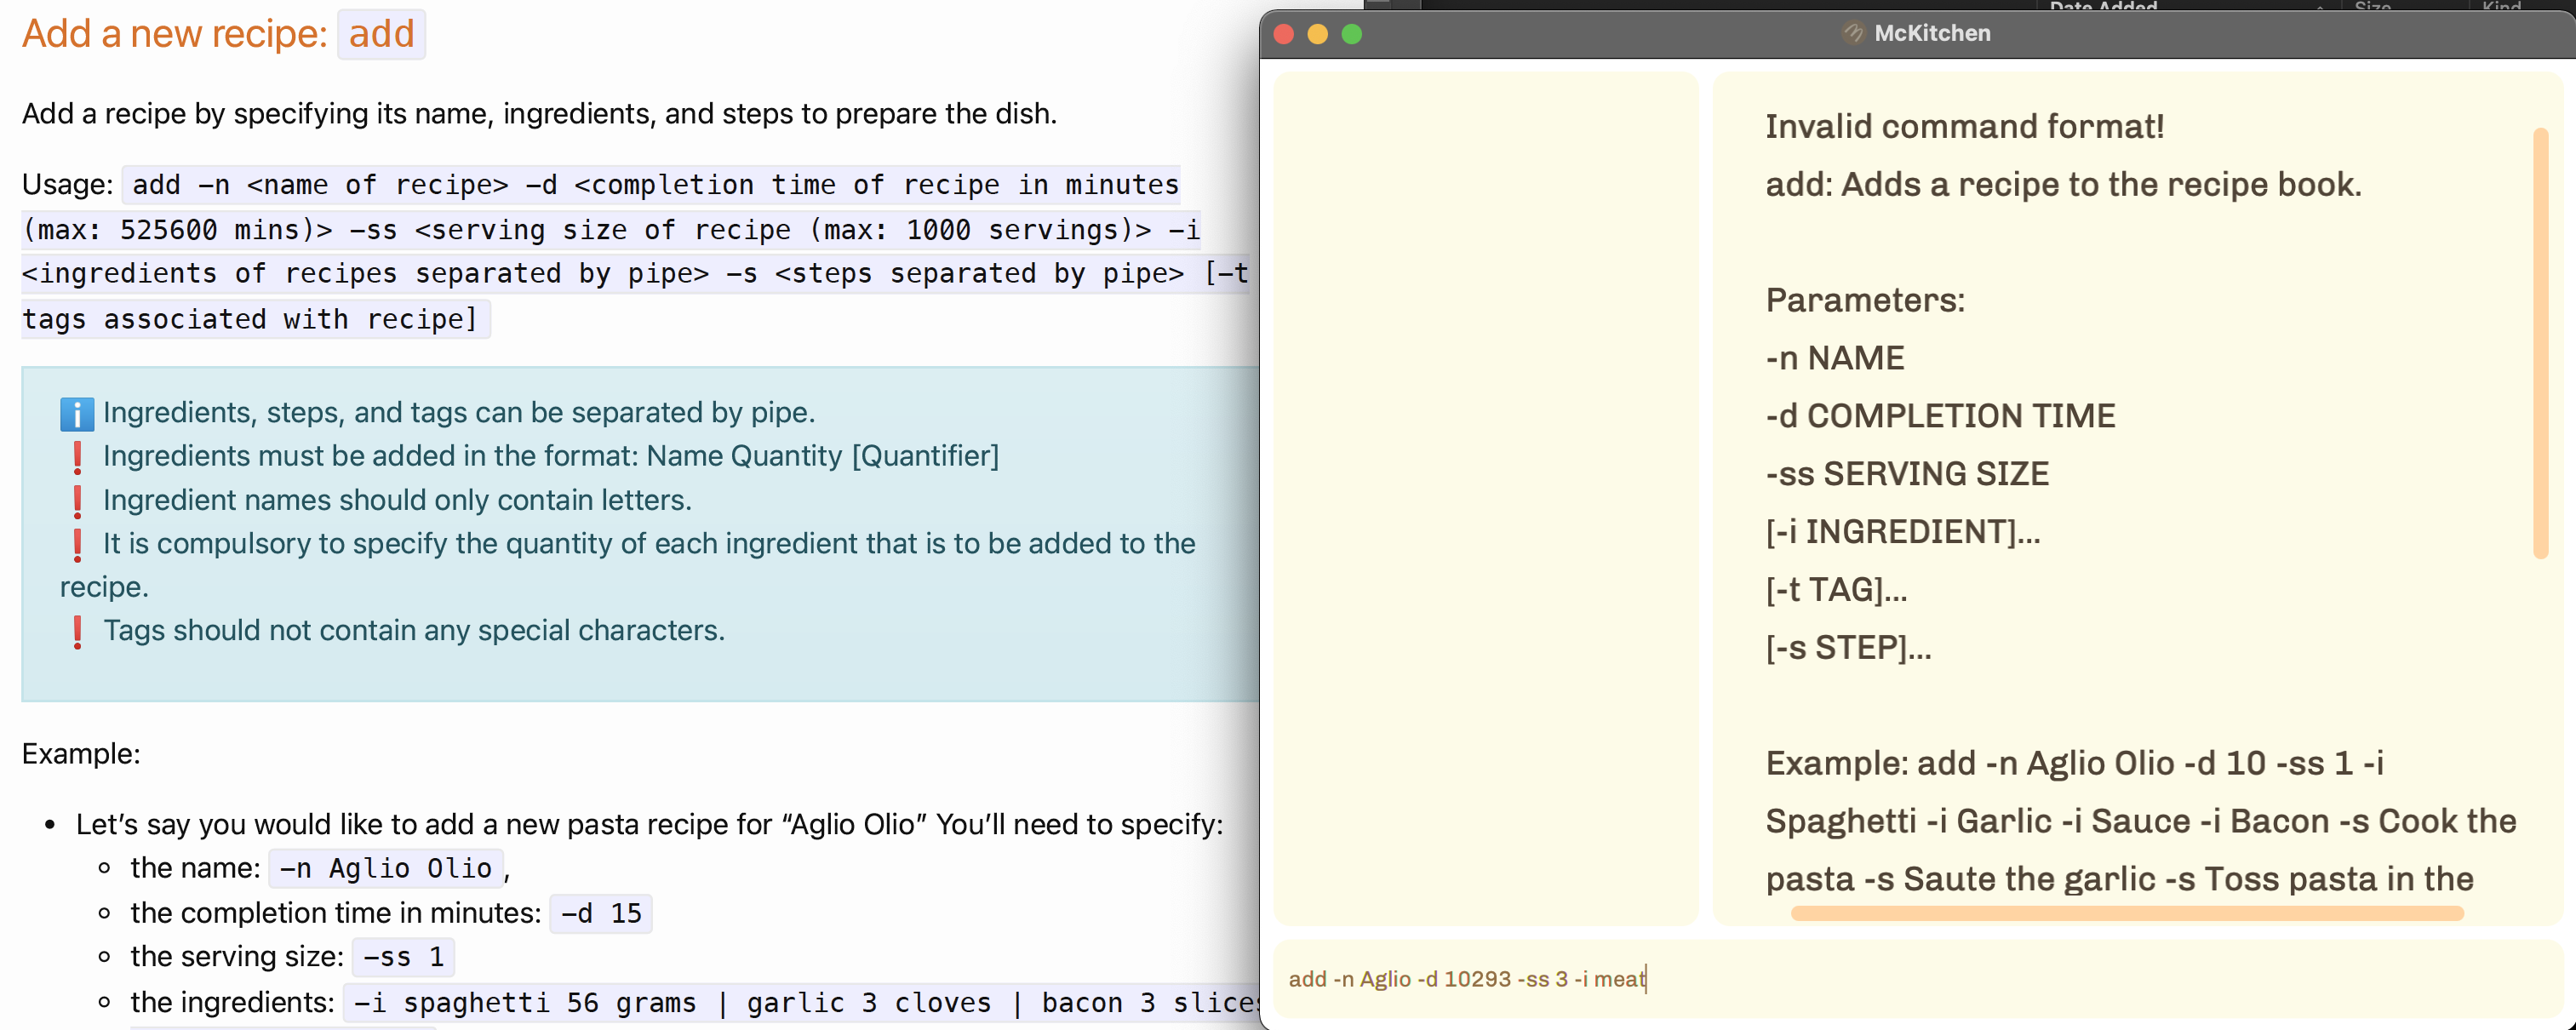 Add a new recipe: add
Add a recipe by specifying its name, ingredients, and steps to prepare the dish.
Usage: add -n <name of recipe> -d <completion time of recipe in minutes
(max: 525600 mins)> -ss <serving size of recipe (max: 1000 servings)> -i
<ingredients of recipes separated by pipe> -s <steps separated by pipe> [-t
tags associated with recipe]
Ingredients, steps, and tags can be separated by pipe.
❗ Ingredients must be added in the format: Name Quantity [Quantifier]
❗ Ingredient names should only contain letters.
❗ It is compulsory to specify the quantity of each ingredient that is to be added to the
recipe.
❗ Tags should not contain any special characters.
Example:
• Let’s say you would like to add a new pasta recipe for “Aglio Olio” You’ll need to specify:
the name: -n Aglio Olio,
the completion time in minutes: -d 15
the serving size: -ss 1
the ingredients: -i spaghetti 56 grams | garlic 3 cloves | bacon 3 slices
Date Added
Size
Kind
McKitchen
Invalid command format!
add: Adds a recipe to the recipe book.
Parameters:
-n NAME
-d COMPLETION TIME
-ss SERVING SIZE
[-i INGREDIENT]...
[-t TAG]...
[-s STEP]...
Example: add -n Aglio Olio -d 10 -ss 1 -i
Spaghetti -i Garlic -i Sauce -i Bacon -s Cook the
pasta -s Saute the garlic -s Toss pasta in the
add -n Aglio -d 10293 -ss 3 -i meat